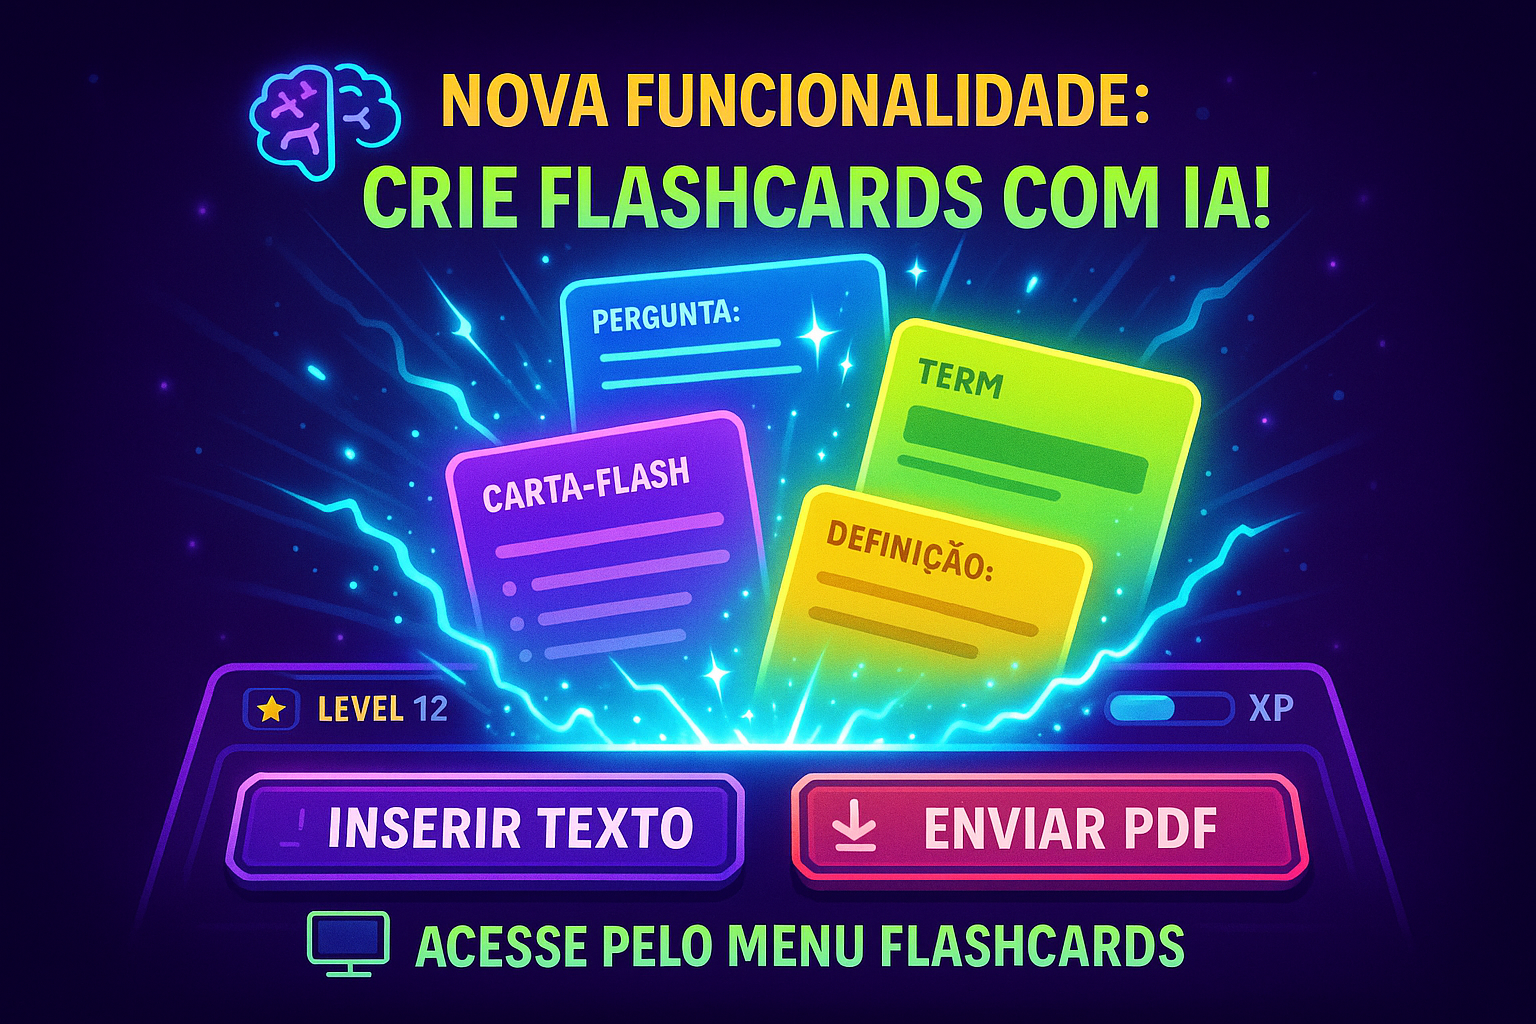 NOVA FUNCIONALIDADE:
CRIE FLASHCARDS COM IA!
PERGUNTA:
TERM
CARTA-FLASH
DEFINIÇÃO:
LEVEL 12
XP
INSERIR TEXTO
ENVIAR PDF
ACESSE PELO MENU FLASHCARDS